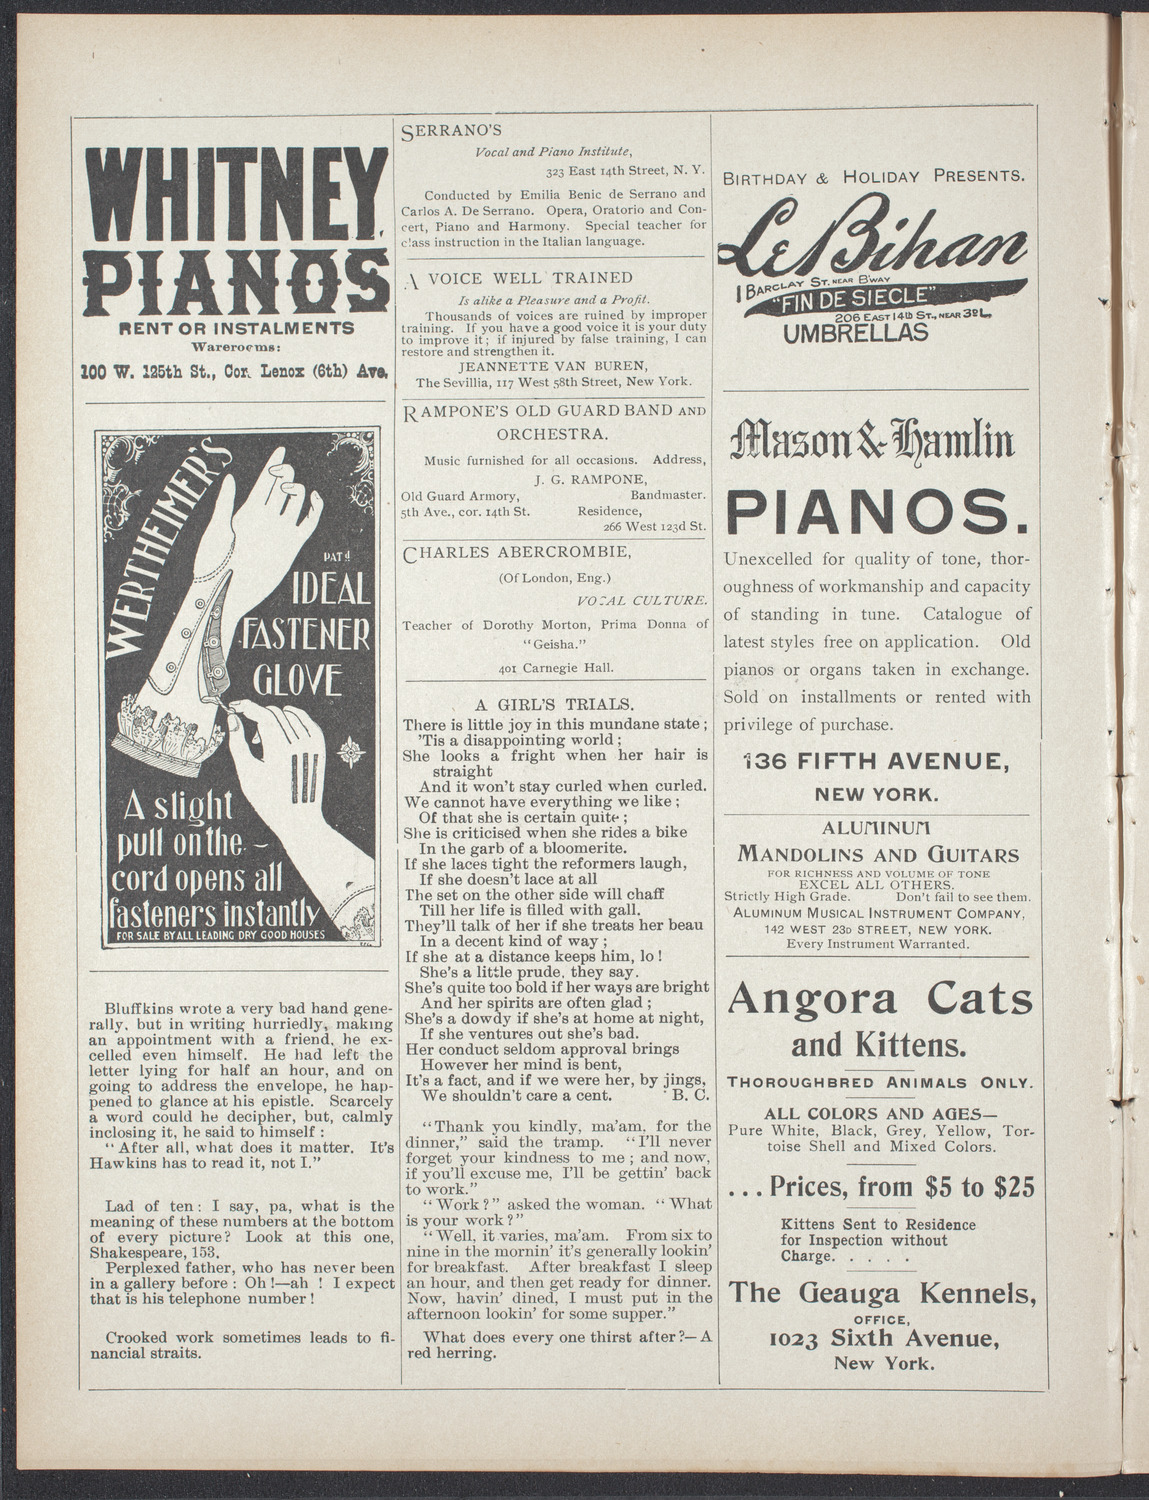 WHITNEY
PIANOS
RENT OR INSTALMENTS
Warerooms:
100 W. 125th St., Cor. Lenox (6th) Ave.
WERTHEIMER'S
PATd
IDEAL
FASTENER
GLOVE
A slight
pull on the
cord opens all
fasteners instantly
FOR SALE BY ALL LEADING DRY GOOD HOUSES
Bluffkins wrote a very bad hand gene-
rally, but in writing hurriedly, making
an appointment with a friend, he ex-
celled even himself. He had left the
letter lying for half an hour, and on
going to address the envelope, he hap-
pened to glance at his epistle. Scarcely
a word could he decipher, but, calmly
inclosing it, he said to himself :
“ After all, what does it matter. It's
Hawkins has to read it, not I.”
Lad of ten : I say, pa, what is the
meaning of these numbers at the bottom
of every picture? Look at this one,
Shakespeare, 153.
Perplexed father, who has never been
in a gallery before : Oh !—ah ! I expect
that is his telephone number !
Crooked work sometimes leads to fi-
nancial straits.
SERRANO'S
Vocal and Piano Institute,
323 East 14th Street, N. Y.
Conducted by Emilia Benic de Serrano and
Carlos A. De Serrano. Opera, Oratorio and Con-
cert, Piano and Harmony. Special teacher for
class instruction in the Italian language.
A VOICE WELL TRAINED
Is alike a Pleasure and a Profit.
Thousands of voices are ruined by improper
training. If you have a good voice it is your duty
to improve it ; if injured by false training, I can
restore and strengthen it.
JEANNETTE VAN BUREN,
The Sevillia, 117 West 58th Street, New York.
RAMPONE'S OLD GUARD BAND AND
ORCHESTRA.
Music furnished for all occasions. Address,
J. G. RAMPONE,
Old Guard Armory, Bandmaster.
5th Ave., cor. 14th St. Residence,
266 West 123d St.
CHARLES ABERCROMBIE,
(Of London, Eng.)
VOCAL CULTURE.
Teacher of Dorothy Morton, Prima Donna of
“Geisha.”
401 Carnegie Hall.
A GIRL'S TRIALS.
There is little joy in this mundane state ;
'Tis a disappointing world ;
She looks a fright when her hair is
straight
And it won't stay curled when curled.
We cannot have everything we like ;
Of that she is certain quite ;
She is criticised when she rides a bike
In the garb of a bloomerite.
If she laces tight the reformers laugh,
If she doesn't lace at all
The set on the other side will chaff
Till her life is filled with gall.
They'll talk of her if she treats her beau
In a decent kind of way ;
If she at a distance keeps him, lo !
She's a little prude, they say.
She's quite too bold if her ways are bright
And her spirits are often glad ;
She's a dowdy if she's at home at night,
If she ventures out she's bad.
Her conduct seldom approval brings
However her mind is bent,
It's a fact, and if we were her, by jings,
We shouldn't care a cent. B. C.
“Thank you kindly, ma'am, for the
dinner,” said the tramp. “I'll never
forget your kindness to me ; and now,
if you'll excuse me, I'll be gettin' back
to work.”
“Work ?” asked the woman. “What
is your work ?”
“Well, it varies, ma'am. From six to
nine in the mornin' it's generally lookin'
for breakfast. After breakfast I sleep
an hour, and then get ready for dinner.
Now, havin' dined, I must put in the
afternoon lookin' for some supper.”
What does every one thirst after ?—A
red herring.
BIRTHDAY & HOLIDAY PRESENTS.
Le Bihan
1 BARCLAY ST. NEAR B'WAY
"FIN DE SIECLE"
206 EAST 14th ST., NEAR 3d L.
UMBRELLAS
Mason & Hamlin
PIANOS.
Unexcelled for quality of tone, thor-
oughness of workmanship and capacity
of standing in tune. Catalogue of
latest styles free on application. Old
pianos or organs taken in exchange.
Sold on installments or rented with
privilege of purchase.
136 FIFTH AVENUE,
NEW YORK.
ALUMINUM
MANDOLINS AND GUITARS
FOR RICHNESS AND VOLUME OF TONE
EXCEL ALL OTHERS.
Strictly High Grade. Don't fail to see them.
ALUMINUM MUSICAL INSTRUMENT COMPANY,
142 WEST 23D STREET, NEW YORK.
Every Instrument Warranted.
Angora Cats
and Kittens.
THOROUGHBRED ANIMALS ONLY.
ALL COLORS AND AGES—
Pure White, Black, Grey, Yellow, Tor-
toise Shell and Mixed Colors.
...Prices, from $5 to $25
Kittens Sent to Residence
for Inspection without
Charge. . . . .
The Geauga Kennels,
OFFICE,
1023 Sixth Avenue,
New York.